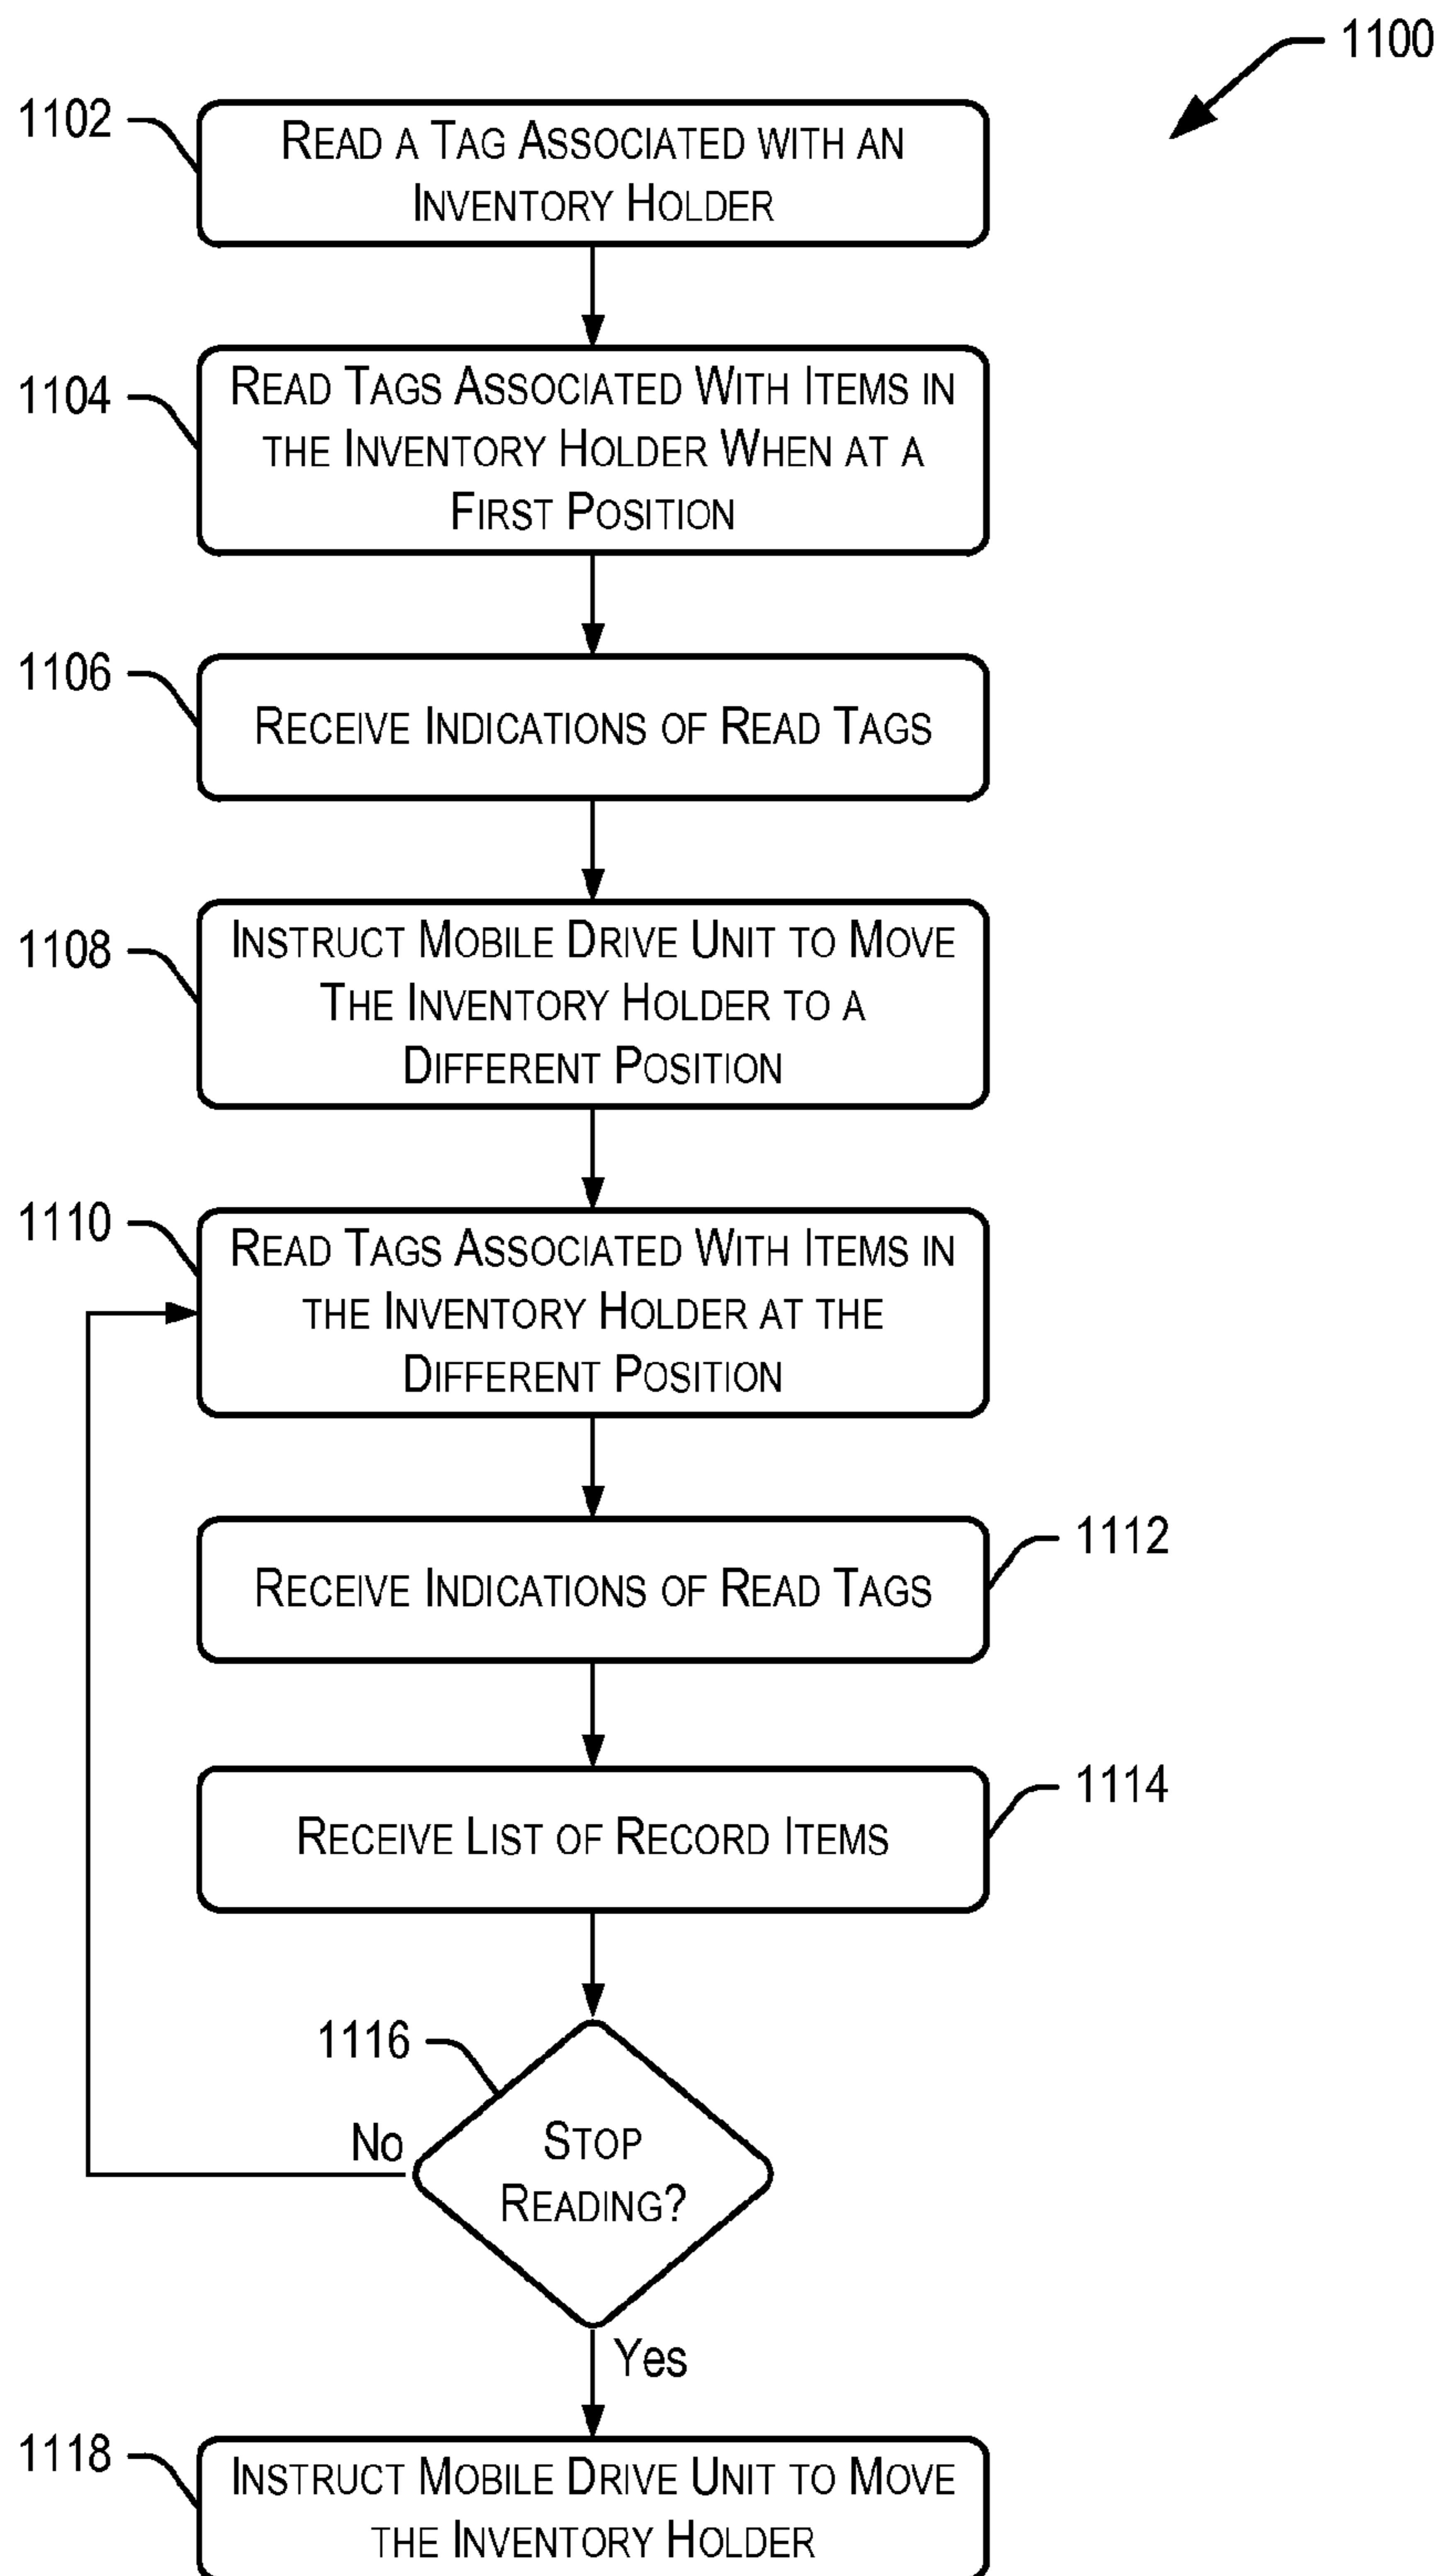 1100
1102
READ A TAG ASSOCIATED WITH AN
INVENTORY HOLDER
1104
READ TAGS ASSOCIATED WITH ITEMS IN
THE INVENTORY HOLDER WHEN AT A
FIRST POSITION
1106
RECEIVE INDICATIONS OF READ TAGS
1108
INSTRUCT MOBILE DRIVE UNIT TO MOVE
THE INVENTORY HOLDER TO A
DIFFERENT POSITION
1110
READ TAGS ASSOCIATED WITH ITEMS IN
THE INVENTORY HOLDER AT THE
DIFFERENT POSITION
1112
RECEIVE INDICATIONS OF READ TAGS
1114
RECEIVE LIST OF RECORD ITEMS
1116
STOP
READING?
No
Yes
1118
INSTRUCT MOBILE DRIVE UNIT TO MOVE
THE INVENTORY HOLDER